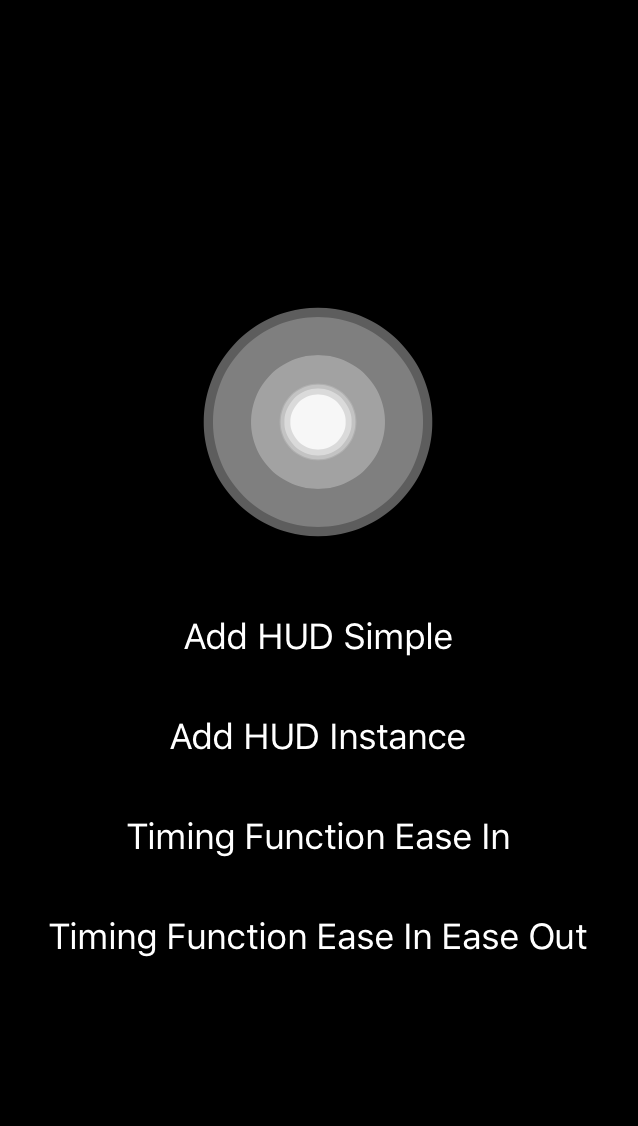 Add HUD Simple
Add HUD Instance
Timing Function Ease In
Timing Function Ease In Ease Out